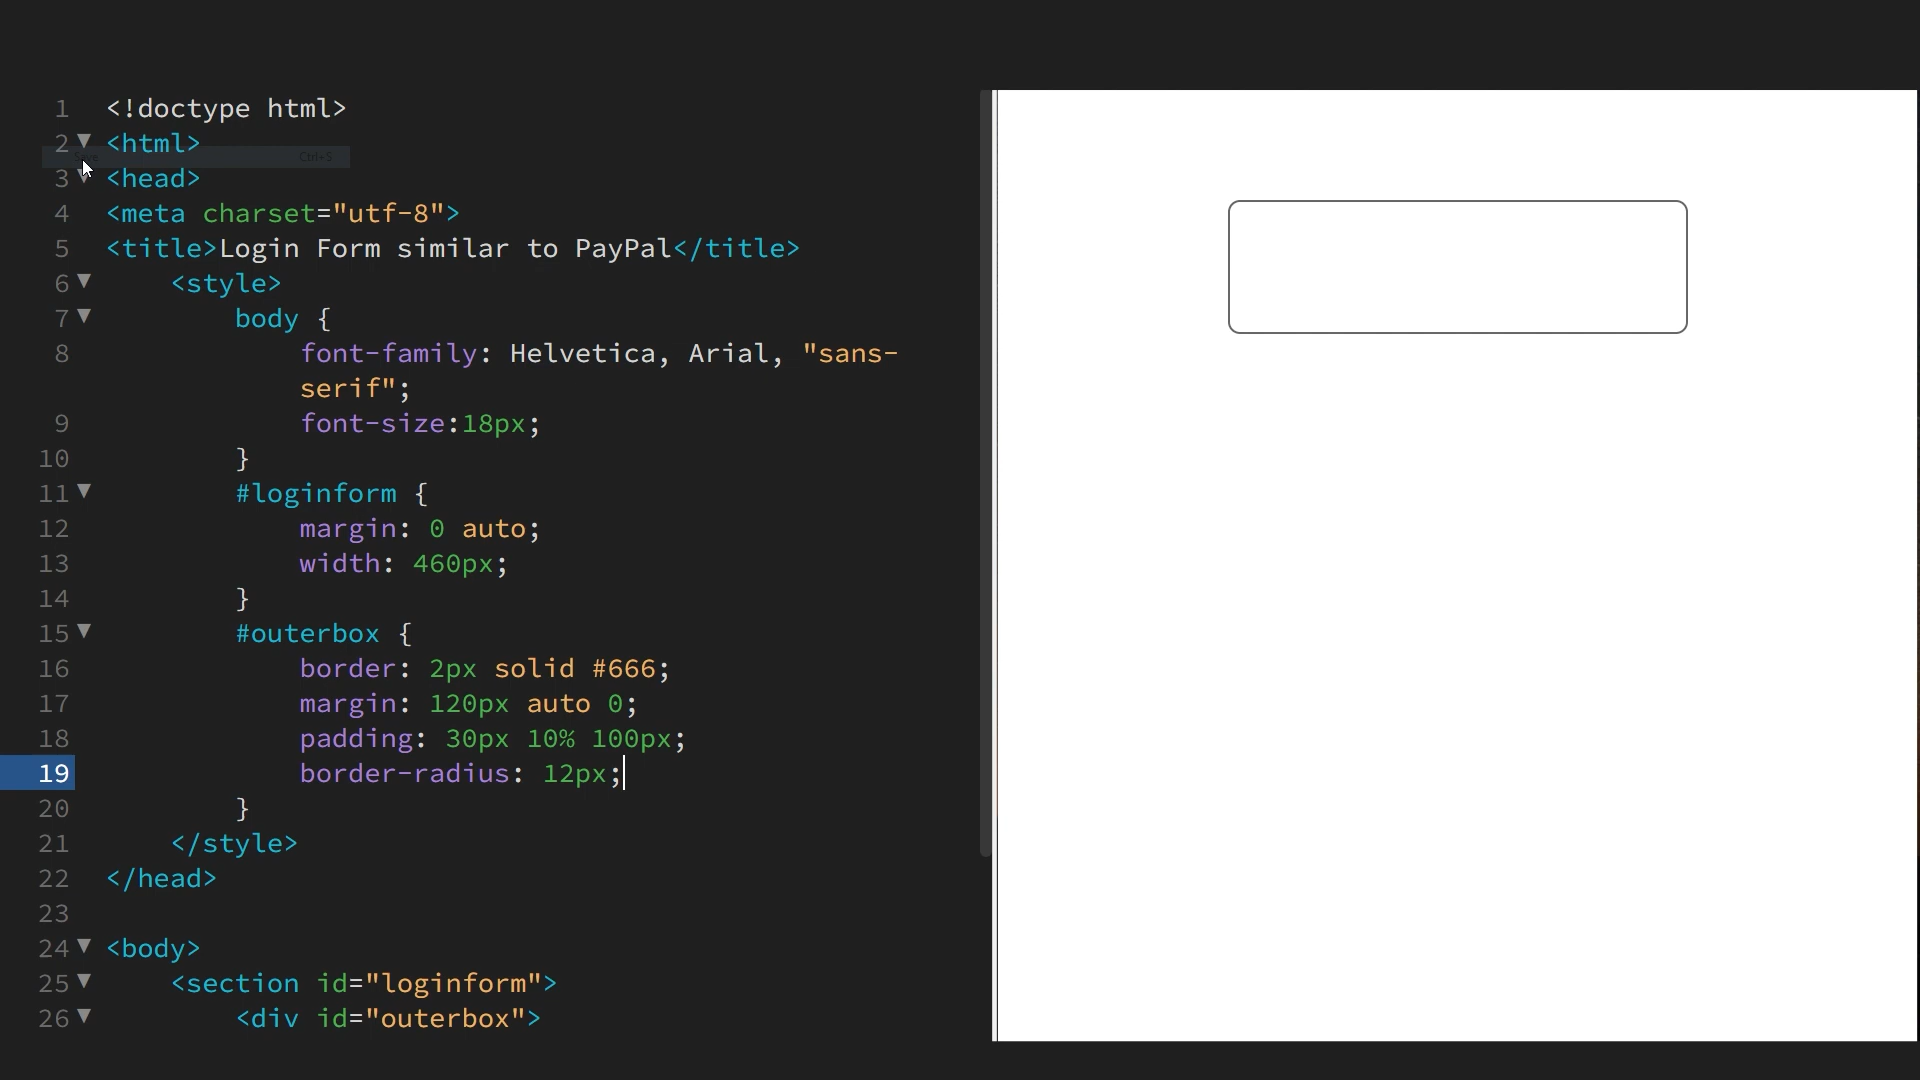 1 <!doctype html>
2 <html>
Save Ctrl+S
3 <head>
4 <meta charset="utf-8">
5 <title>Login Form similar to PayPal</title>
6 <style>
7 body {
8 font-family: Helvetica, Arial, "sans-
serif";
9 font-size:18px;
10 }
11 #loginform {
12 margin: 0 auto;
13 width: 460px;
14 }
15 #outerbox {
16 border: 2px solid #666;
17 margin: 120px auto 0;
18 padding: 30px 10% 100px;
19 border-radius: 12px;
20 }
21 </style>
22 </head>
23
24 <body>
25 <section id="loginform">
26 <div id="outerbox">